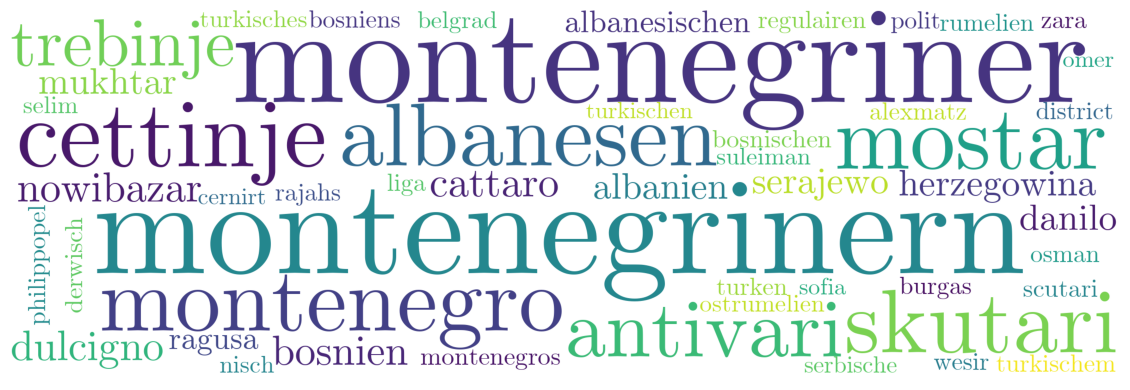 turkisches bosniens belgrad albanesischen regulairen polit rumelien zara
trebinje montenegriner omer
mukhtar
selim turkischen alexmatz district
cettinje albanesen bosnischen mostar
suleiman
nowibazar cernirt rajahs liga cattaro albanien serajewo herzegowina
philippopel derwisch montenegrinern danilo
osman
montenegro turken sofia burgas scutari
ostrumelien
dulcigno ragusa antivari skutari
nisch bosnien montenegros serbische wesir turkischem